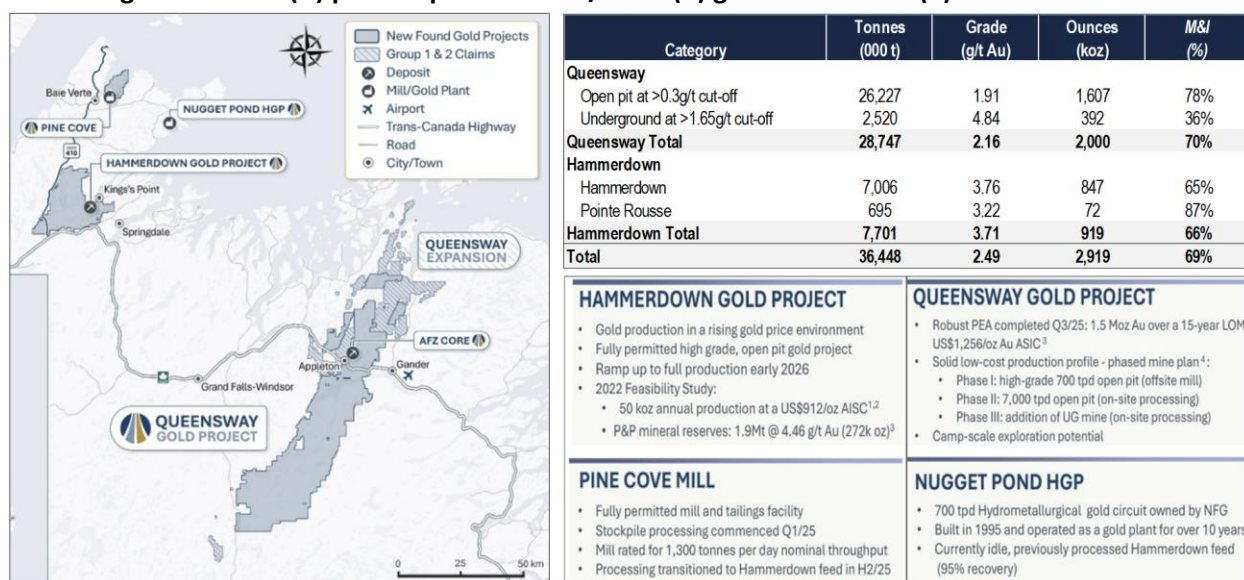 New Found Gold Projects
Group 1 & 2 Claims
Deposit
Mill/Gold Plant
Airport
Trans-Canada Highway
Road
City/Town
Baie Verte
PINE COVE
NUGGET POND HGP
410
HAMMERDOWN GOLD PROJECT
King's Point
Springdale
QUEENSWAY
EXPANSION
AFZ CORE
Appleton
Gander
Grand Falls-Windsor
QUEENSWAY
GOLD PROJECT
0 25 50 km
Category Tonnes (000 t) Grade (g/t Au) Ounces (koz) M&I (%)
Queensway
Open pit at >0.3g/t cut-off 26,227 1.91 1,607 78%
Underground at >1.65g/t cut-off 2,520 4.84 392 36%
Queensway Total 28,747 2.16 2,000 70%
Hammerdown
Hammerdown 7,006 3.76 847 65%
Pointe Rousse 695 3.22 72 87%
Hammerdown Total 7,701 3.71 919 66%
Total 36,448 2.49 2,919 69%
HAMMERDOWN GOLD PROJECT
• Gold production in a rising gold price environment
• Fully permitted high grade, open pit gold project
• Ramp up to full production early 2026
• 2022 Feasibility Study:
• 50 koz annual production at a US$912/oz AISC1,2
• P&P mineral reserves: 1.9Mt @ 4.46 g/t Au (272k oz)3
QUEENSWAY GOLD PROJECT
• Robust PEA completed Q3/25: 1.5 Moz Au over a 15-year LOM
US$1,256/oz Au ASIC3
• Solid low-cost production profile - phased mine plan4:
• Phase I: high-grade 700 tpd open pit (offsite mill)
• Phase II: 7,000 tpd open pit (on-site processing)
• Phase III: addition of UG mine (on-site processing)
• Camp-scale exploration potential
PINE COVE MILL
• Fully permitted mill and tailings facility
• Stockpile processing commenced Q1/25
• Mill rated for 1,300 tonnes per day nominal throughput
• Processing transitioned to Hammerdown feed in H2/25
NUGGET POND HGP
• 700 tpd Hydrometallurgical gold circuit owned by NFG
• Built in 1995 and operated as a gold plant for over 10 years
• Currently idle, previously processed Hammerdown feed
(95% recovery)